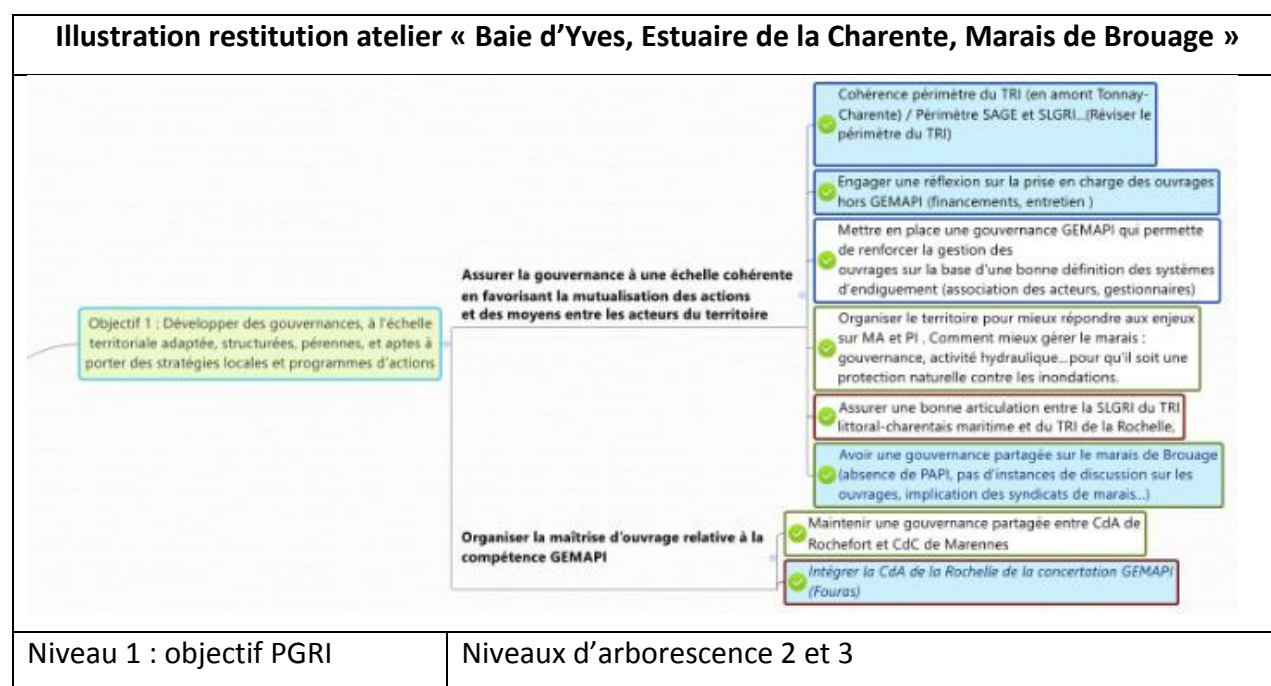 Illustration restitution atelier « Baie d'Yves, Estuaire de la Charente, Marais de Brouage »
Objectif 1 : Développer des gouvernances, à l'échelle
territoriale adaptée, structurées, pérennes, et aptes à
porter des stratégies locales et programmes d'actions
Assurer la gouvernance à une échelle cohérente
en favorisant la mutualisation des actions
et des moyens entre les acteurs du territoire
Cohérence périmètre du TRI (en amont Tonnay-
Charente) / Périmètre SAGE et SLGRI...(Réviser le
périmètre du TRI)
Engager une réflexion sur la prise en charge des ouvrages
hors GEMAPI (financements, entretien )
Mettre en place une gouvernance GEMAPI qui permette
de renforcer la gestion des
ouvrages sur la base d'une bonne définition des systèmes
d'endiguement (association des acteurs, gestionnaires)
Organiser le territoire pour mieux répondre aux enjeux
sur MA et PI . Comment mieux gérer le marais :
gouvernance, activité hydraulique...pour qu'il soit une
protection naturelle contre les inondations.
Assurer une bonne articulation entre la SLGRI du TRI
littoral-charentais maritime et du TRI de la Rochelle,
Avoir une gouvernance partagée sur le marais de Brouage
(absence de PAPI, pas d'instances de discussion sur les
ouvrages, implication des syndicats de marais...)
Organiser la maîtrise d'ouvrage relative à la
compétence GEMAPI
Maintenir une gouvernance partagée entre CdA de
Rochefort et CdC de Marennes
Intégrer la CdA de la Rochelle de la concertation GEMAPI
(Fouras)
Niveau 1 : objectif PGRI
Niveaux d'arborescence 2 et 3